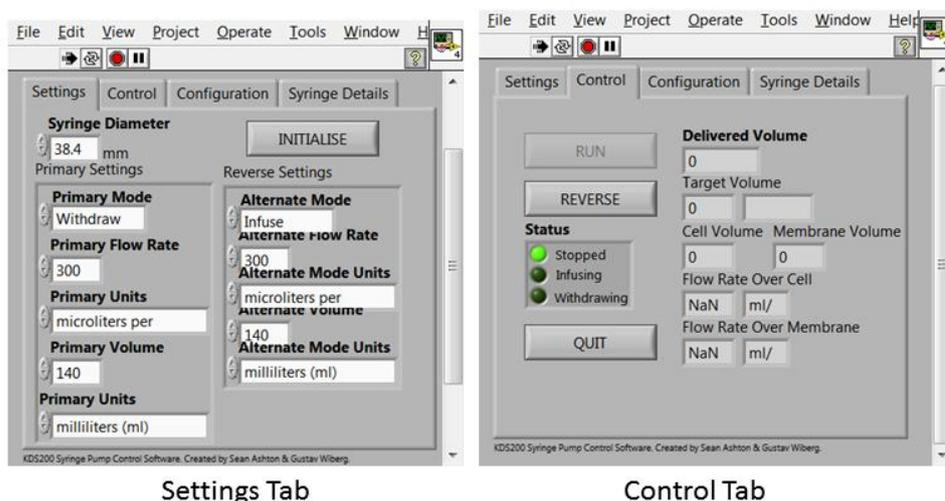 File Edit View Project Operate Tools Window H
4
Settings Control Configuration Syringe Details
Syringe Diameter
38.4 mm
INITIALISE
Primary Settings
Primary Mode
Withdraw
Primary Flow Rate
300
Primary Units
microliters per
Primary Volume
140
Primary Units
milliliters (ml)
Reverse Settings
Alternate Mode
Infuse
Alternate Flow Rate
300
Alternate Mode Units
microliters per
Alternate Volume
140
Alternate Mode Units
milliliters (ml)
KDS200 Syringe Pump Control Software. Created by Sean Ashton & Gustav Wiberg.
Settings Tab
File Edit View Project Operate Tools Window Help
4
Settings Control Configuration Syringe Details
RUN
REVERSE
Status
Stopped
Infusing
Withdrawing
QUIT
Delivered Volume
0
Target Volume
0
Cell Volume Membrane Volume
0 0
Flow Rate Over Cell
NaN ml/
Flow Rate Over Membrane
NaN ml/
KDS200 Syringe Pump Control Software. Created by Sean Ashton & Gustav Wiberg.
Control Tab